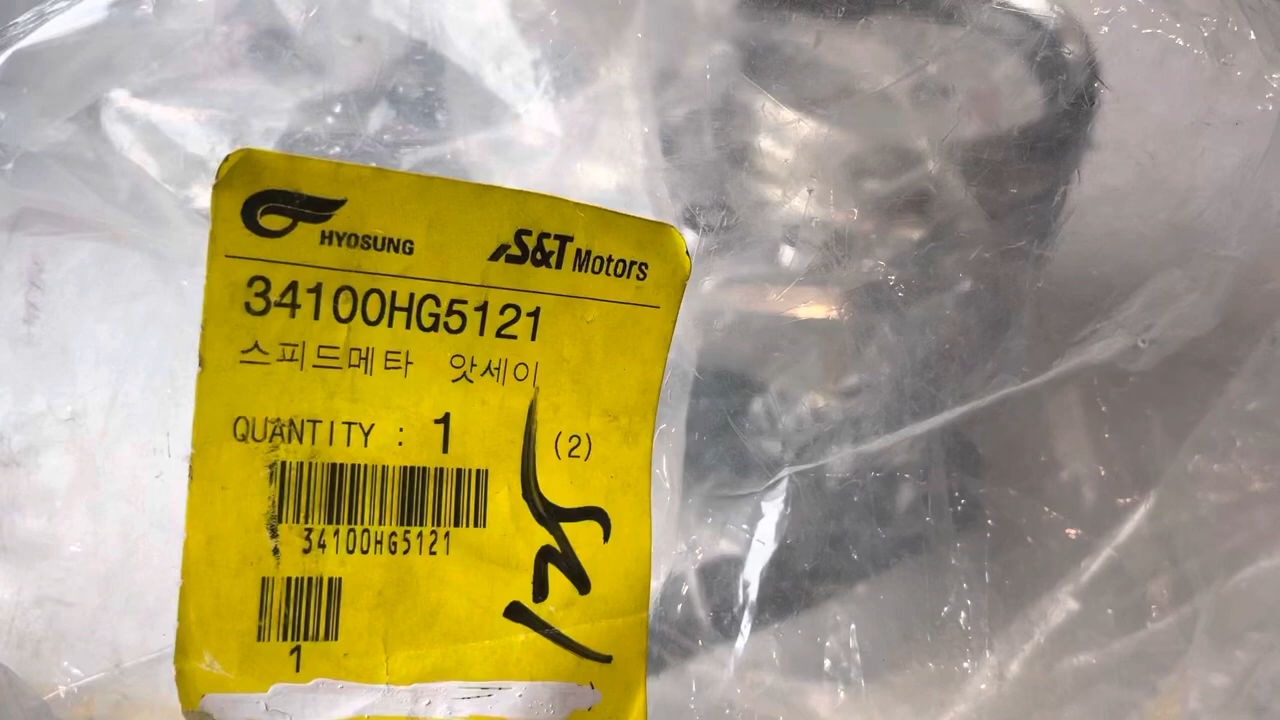 HYOSUNG S&T Motors
34100HG5121
스피드메타 앗세이
QUANTITY : 1 (2)
34100HG5121
1